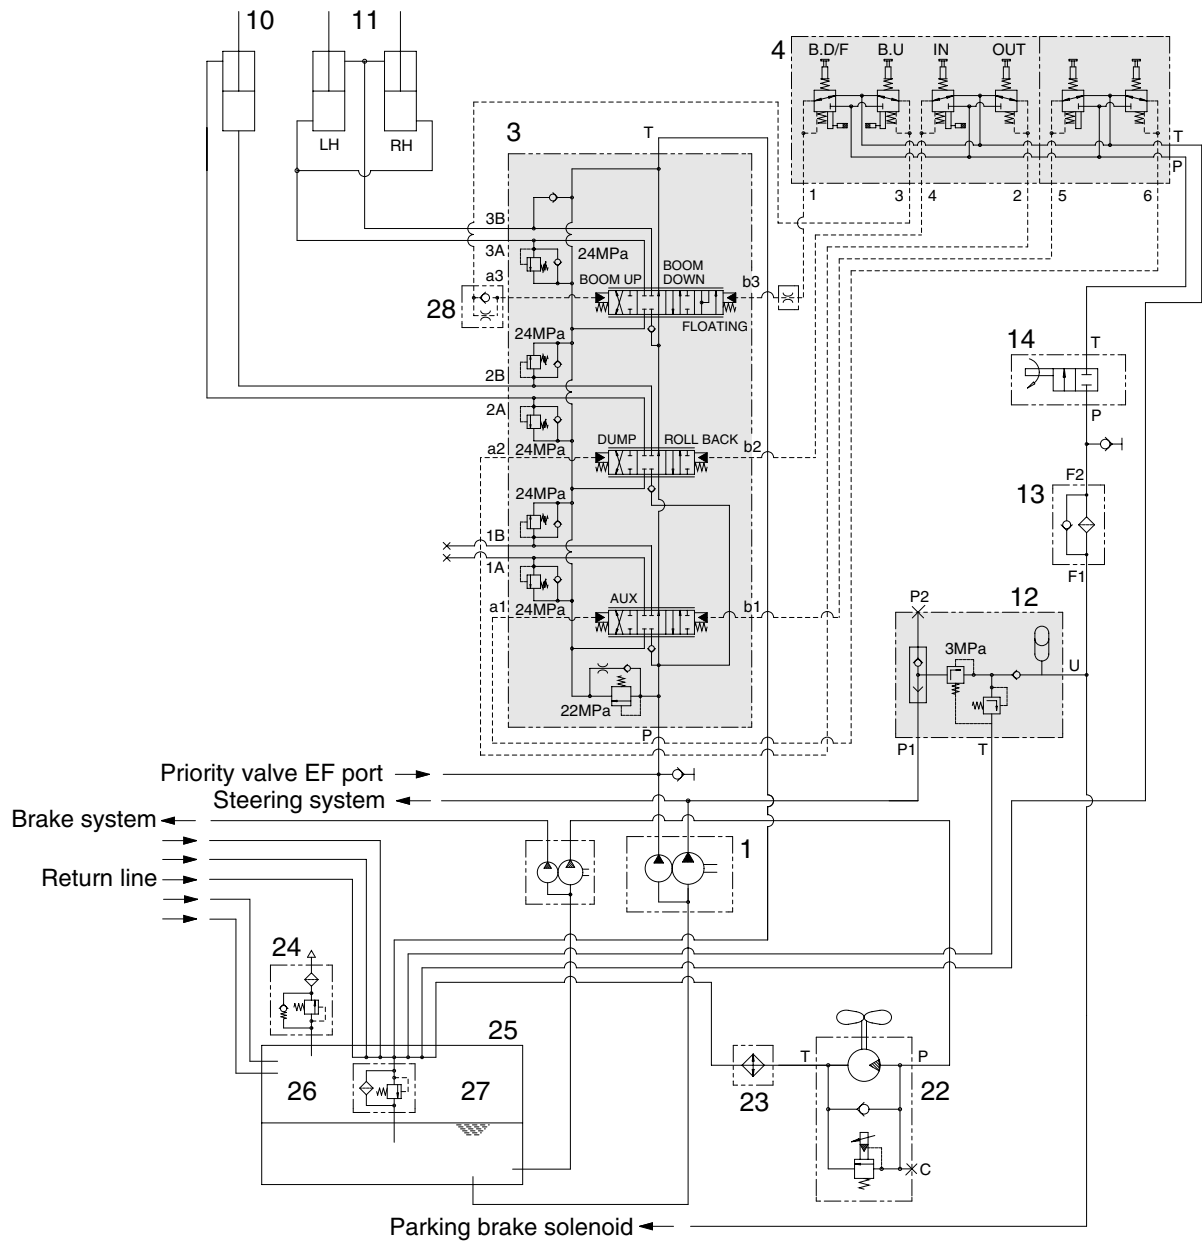 10
11
4
B.D/F
B.U
IN
OUT
LH
RH
3
T
T
P
1
3
4
2
5
6
3B
3A
24MPa
a3
BOOM UP
BOOM
DOWN
b3
28
FLOATING
24MPa
14
T
2B
2A
P
DUMP
ROLL BACK
a2
24MPa
b2
F2
24MPa
13
1B
1A
F1
AUX
P2
12
a1
24MPa
b1
3MPa
U
22MPa
P
P1
T
Priority valve EF port
Steering system
Brake system
1
Return line
24
25
T
P
26
27
23
22
C
Parking brake solenoid